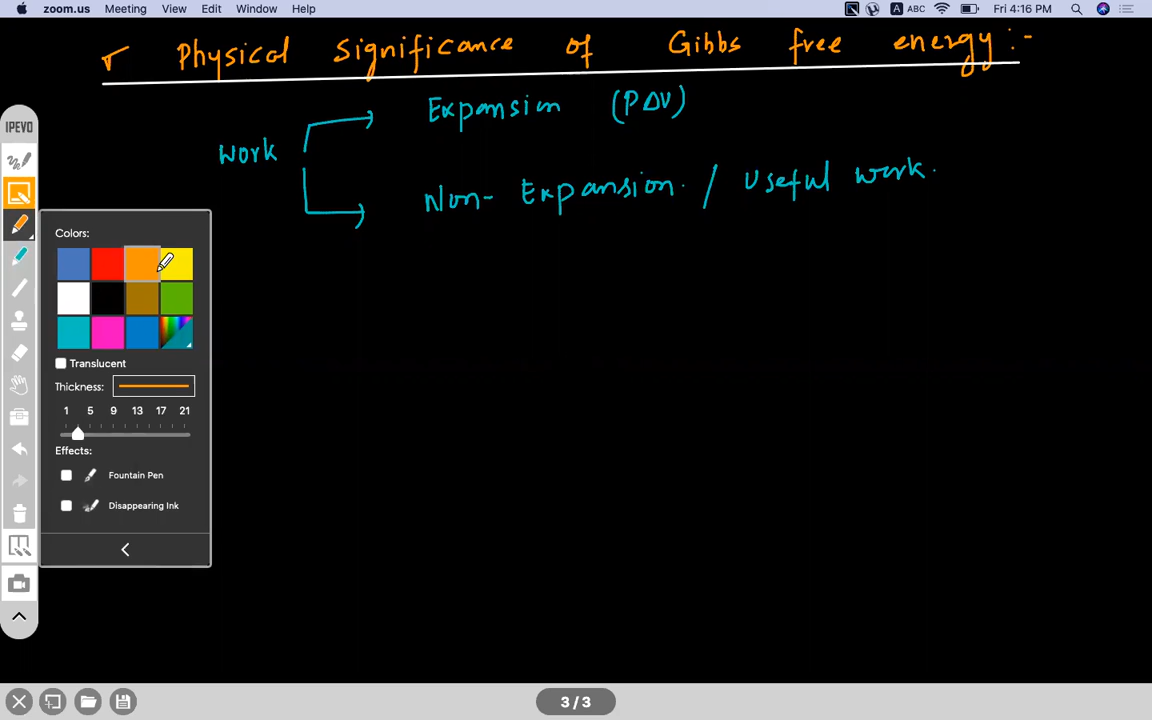 zoom.us Meeting View Edit Window Help A ABC Fri 4:16 PM
Physical significance of Gibbs free energy :-
Expansion (PΔV)
Work
Non- Expansion. / Useful work.
IPEVO
Colors:
Translucent
Thickness:
1 5 9 13 17 21
Effects:
Fountain Pen
Disappearing Ink
3 / 3